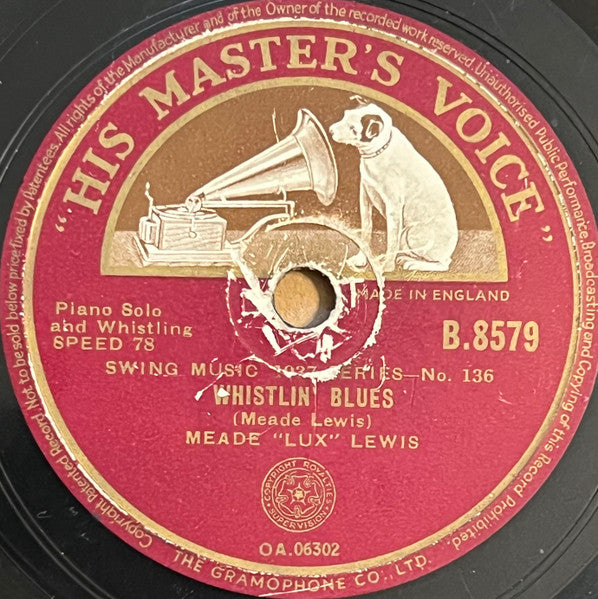 Copyright. Patented Record Not to be sold below price fixed by Patentees. All rights of the Manufacturer and of the Owner of the recorded work reserved. Unauthorised Public Performance, Broadcasting and Copying of this Record Prohibited.
"HIS MASTER'S VOICE"
MADE IN ENGLAND
Piano Solo
and Whistling
SPEED 78
B.8579
SWING MUSIC 1937 SERIES—No. 136
WHISTLIN' BLUES
(Meade Lewis)
MEADE "LUX" LEWIS
COPYRIGHT ROYALTIES
SUPERVISION
OA.06302
THE GRAMOPHONE CO., LTD.